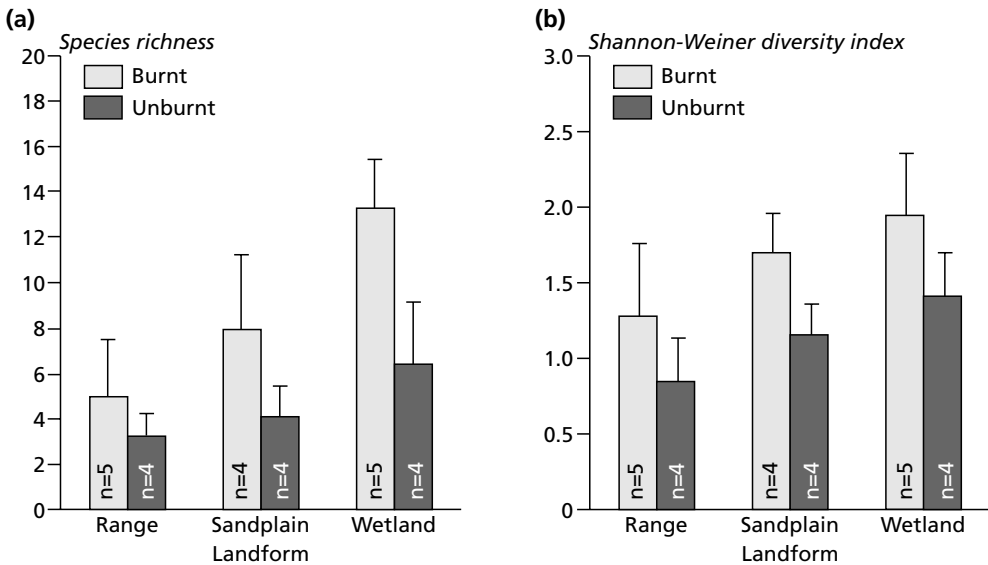 (a)
Species richness
20
18
16
14
12
10
8
6
4
2
0
Burnt
Unburnt
n=5
n=4
n=4
n=4
n=5
n=4
Range
Sandplain
Wetland
Landform
(b)
Shannon-Weiner diversity index
3.0
2.5
2.0
1.5
1.0
0.5
0
Burnt
Unburnt
n=5
n=4
n=4
n=4
n=5
n=4
Range
Sandplain
Wetland
Landform